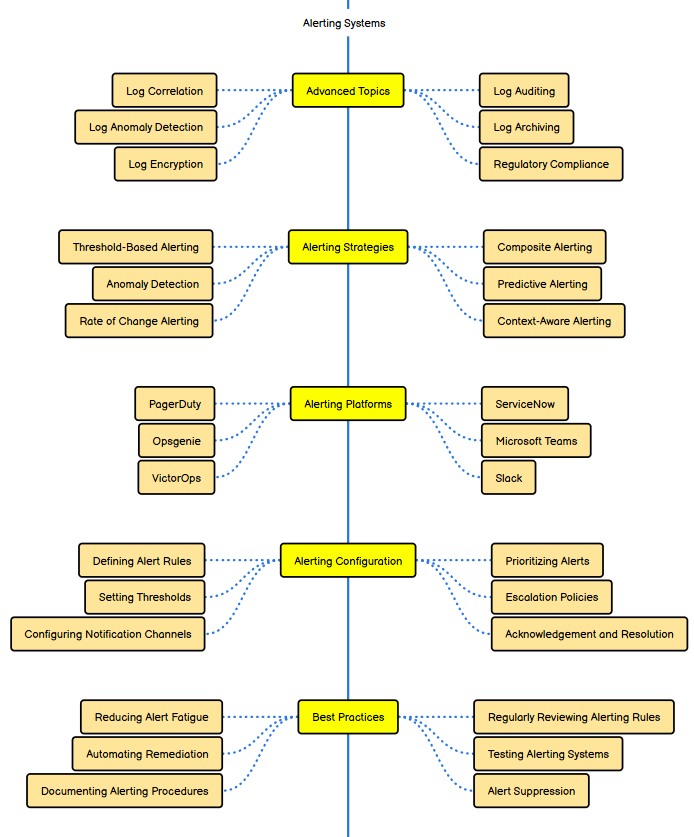 Alerting Systems
Advanced Topics
Log Correlation
Log Anomaly Detection
Log Encryption
Log Auditing
Log Archiving
Regulatory Compliance
Alerting Strategies
Threshold-Based Alerting
Anomaly Detection
Rate of Change Alerting
Composite Alerting
Predictive Alerting
Context-Aware Alerting
Alerting Platforms
PagerDuty
Opsgenie
VictorOps
ServiceNow
Microsoft Teams
Slack
Alerting Configuration
Defining Alert Rules
Setting Thresholds
Configuring Notification Channels
Prioritizing Alerts
Escalation Policies
Acknowledgement and Resolution
Best Practices
Reducing Alert Fatigue
Automating Remediation
Documenting Alerting Procedures
Regularly Reviewing Alerting Rules
Testing Alerting Systems
Alert Suppression